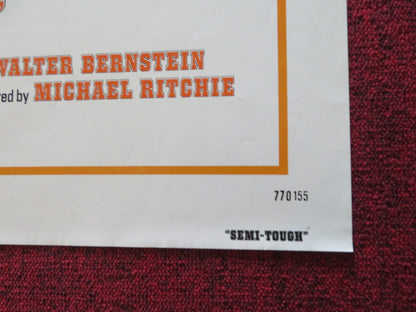 WALTER BERNSTEIN
red by MICHAEL RITCHIE
770155
"SEMI-TOUGH"